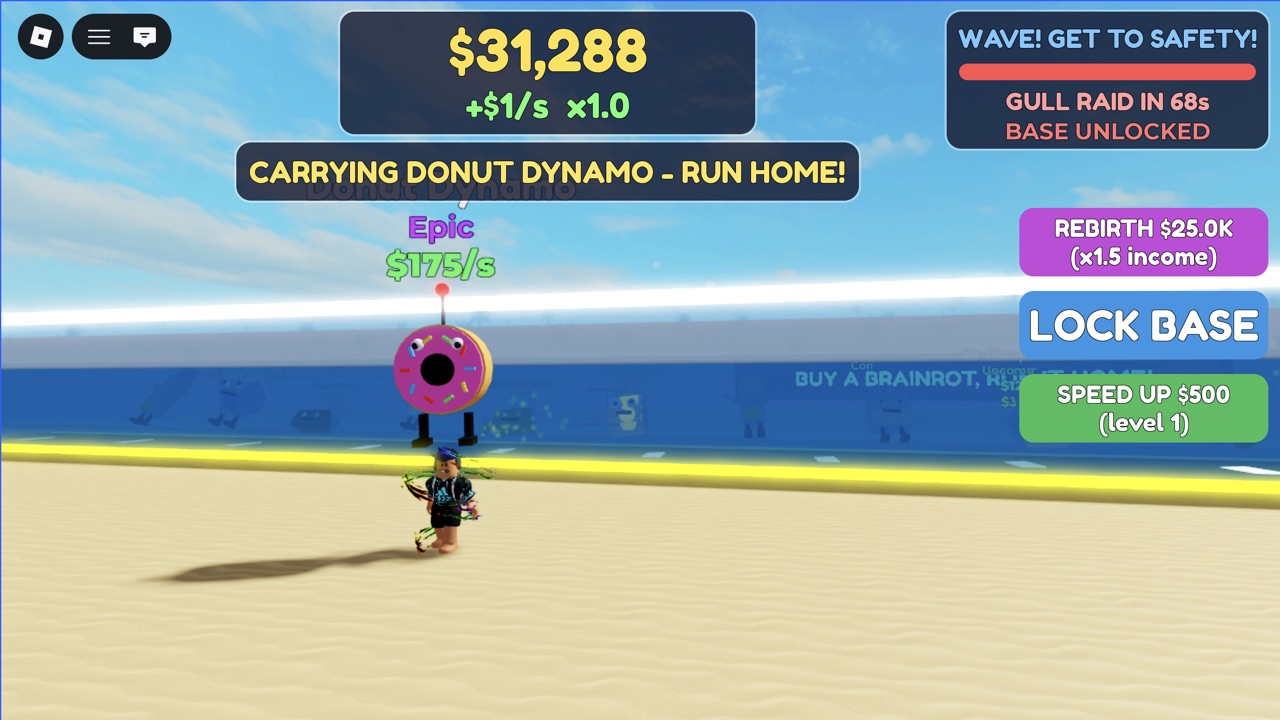 $31,288
+$1/s x1.0
WAVE! GET TO SAFETY!
GULL RAID IN 68s
BASE UNLOCKED
CARRYING DONUT DYNAMO - RUN HOME!
Donut Dynamo
Epic
$175/s
REBIRTH $25.0K
(x1.5 income)
LOCK BASE
BUY A BRAINROT, HOME!
SPEED UP $500
(level 1)